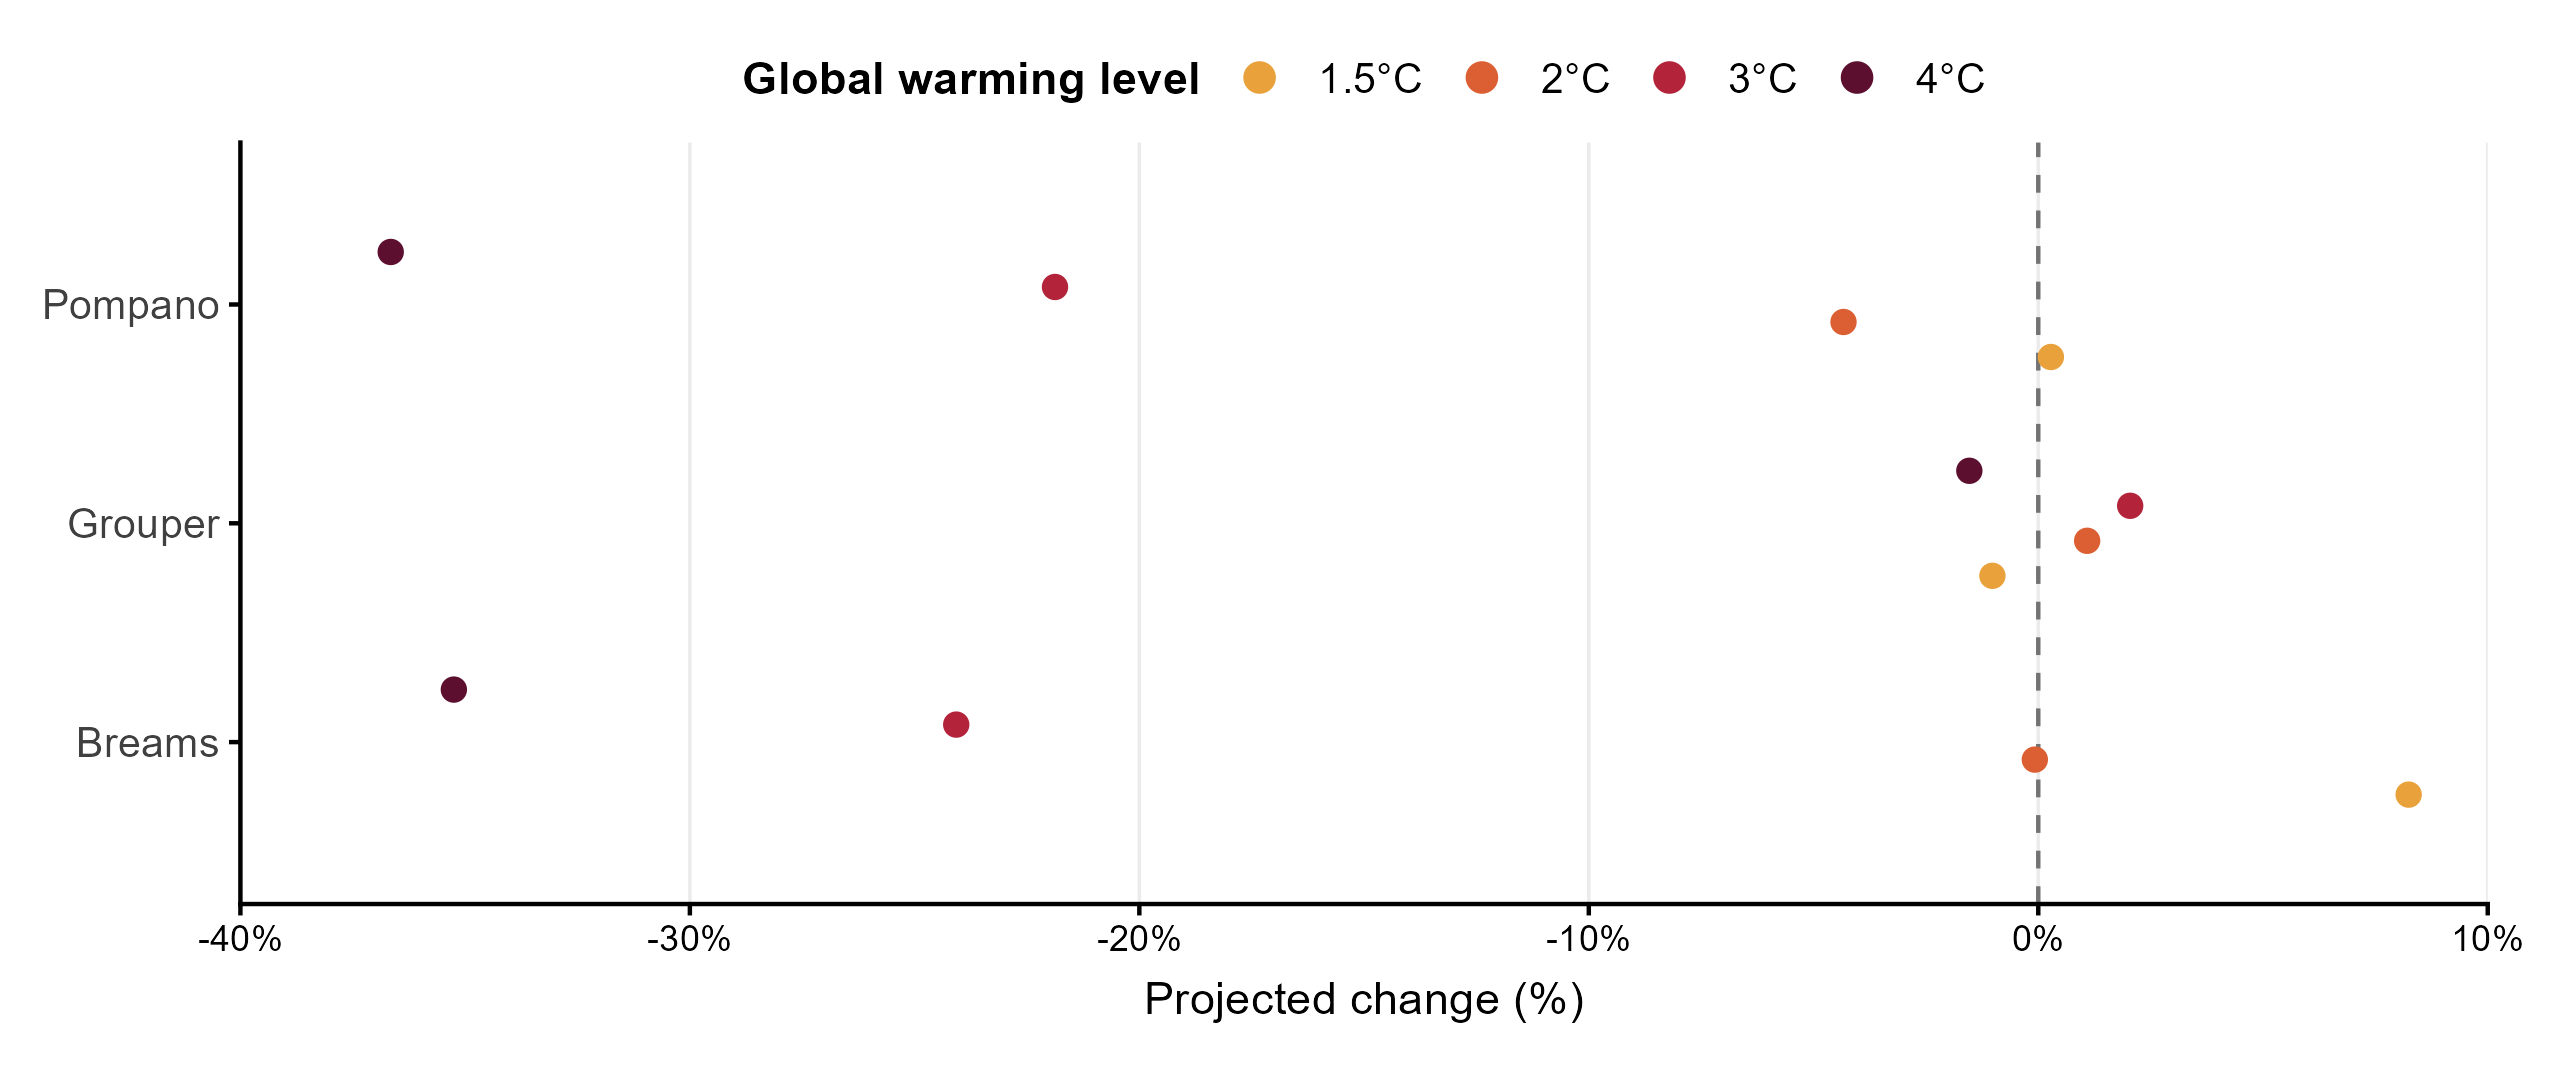 Global warming level 1.5°C 2°C 3°C 4°C
Pompano
Grouper
Breams
-40% -30% -20% -10% 0% 10%
Projected change (%)